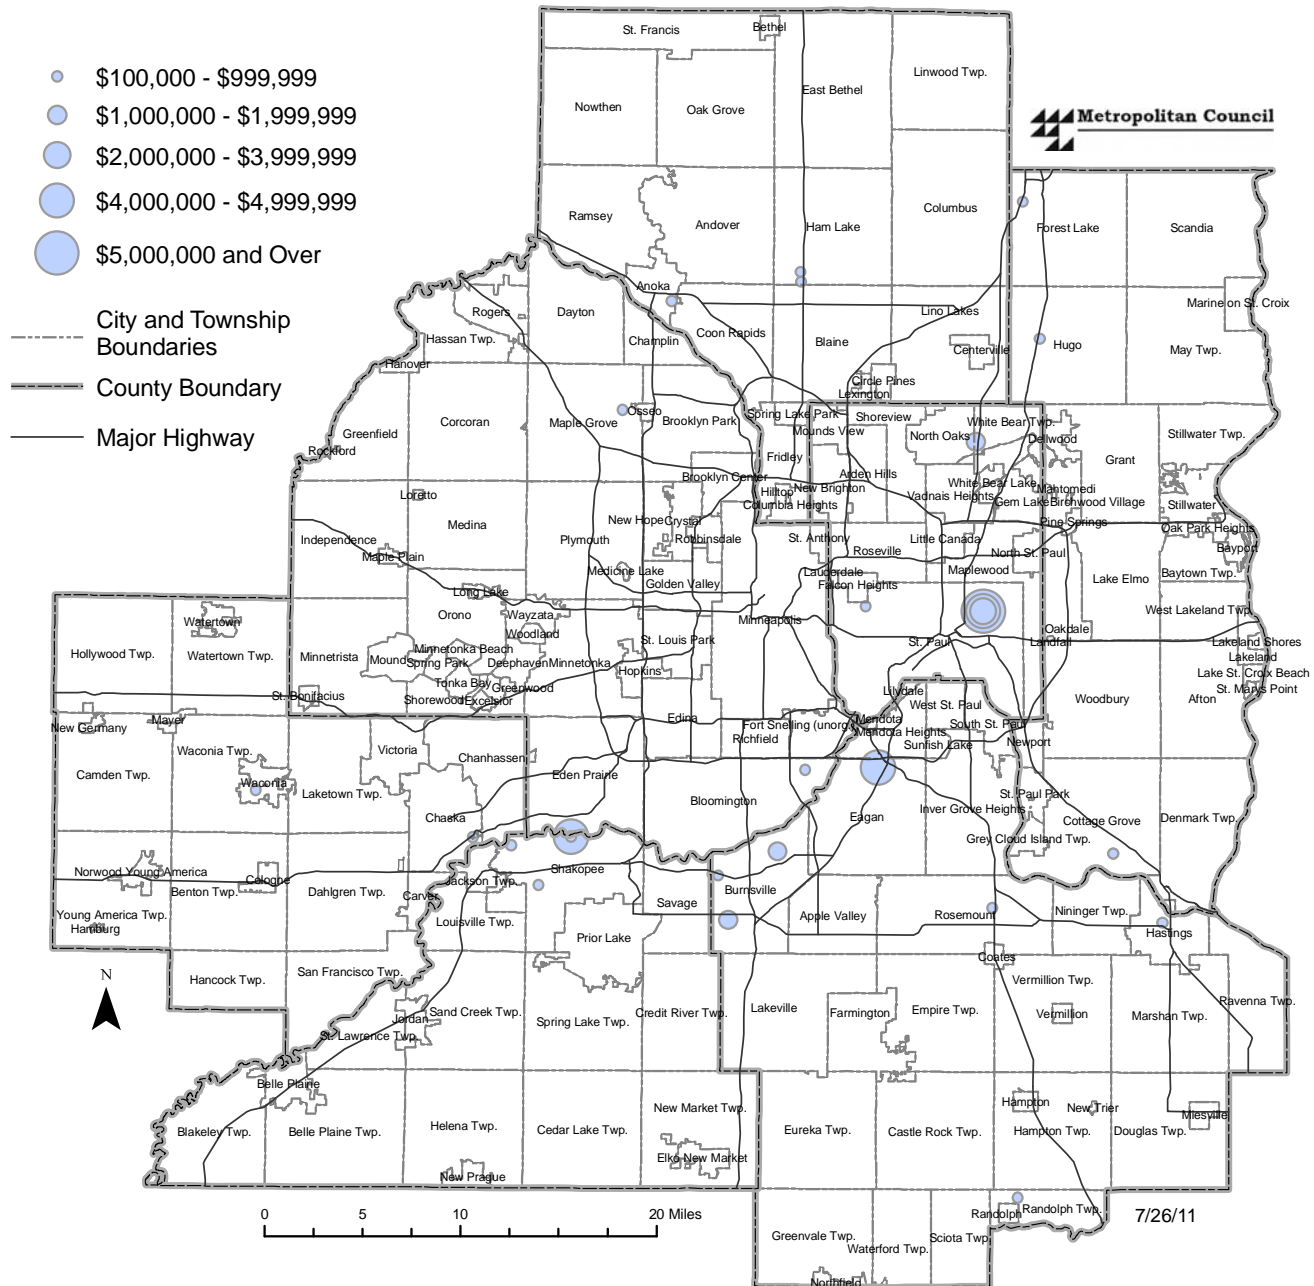 $100,000 - $999,999
$1,000,000 - $1,999,999
$2,000,000 - $3,999,999
$4,000,000 - $4,999,999
$5,000,000 and Over
City and Township
Boundaries
County Boundary
Major Highway
Metropolitan Council
St. Francis
Bethel
Linwood Twp.
East Bethel
Nowthen
Oak Grove
Columbus
Ramsey
Andover
Ham Lake
Forest Lake
Scandia
Anoka
Marine on St. Croix
Rogers
Dayton
Lino Lakes
Coon Rapids
Hassan Twp.
Champlin
Blaine
Centerville
Hugo
May Twp.
Hanover
Circle Pines
Lexington
Osseo
Spring Lake Park
Shoreview
White Bear Twp.
Corcoran
Maple Grove
Brooklyn Park
Mounds View
North Oaks
Dellwood
Stillwater Twp.
Greenfield
Rockford
Fridley
Grant
Arden Hills
Brooklyn Center
White Bear Lake
Mahtomedi
Hilltop
New Brighton
Vadnais Heights
Gem Lake
Birchwood Village
Loretto
Columbia Heights
Stillwater
Medina
New Hope
Crystal
Pine Springs
Oak Park Heights
Independence
Plymouth
Robbinsdale
St. Anthony
Little Canada
Roseville
North St. Paul
Bayport
Maple Plain
Medicine Lake
Lauderdale
Maplewood
Baytown Twp.
Golden Valley
Falcon Heights
Lake Elmo
Long Lake
Orono
Wayzata
West Lakeland Twp.
Watertown
Minneapolis
Woodland
Oakdale
Hollywood Twp.
Watertown Twp.
Minnetrista
Mound
Minnetonka Beach
Spring Park
Deephaven
Minnetonka
St. Louis Park
St. Paul
Landfall
Lakeland Shores
Lakeland
Hopkins
Lake St. Croix Beach
Tonka Bay
Greenwood
St. Bonifacius
Shorewood
Excelsior
Lilydale
West St. Paul
Woodbury
Afton
St. Marys Point
New Germany
Mayer
Edina
Fort Snelling (unorg.)
Mendota
South St. Paul
Richfield
Mendota Heights
Sunfish Lake
Newport
Waconia Twp.
Victoria
Chanhassen
Camden Twp.
Waconia
Eden Prairie
Laketown Twp.
Bloomington
St. Paul Park
Inver Grove Heights
Chaska
Eagan
Cottage Grove
Denmark Twp.
Grey Cloud Island Twp.
Norwood Young America
Cologne
Jackson Twp.
Shakopee
Benton Twp.
Dahlgren Twp.
Carver
Burnsville
Savage
Young America Twp.
Hamburg
Louisville Twp.
Apple Valley
Rosemount
Nininger Twp.
Hastings
Prior Lake
Coates
Hancock Twp.
San Francisco Twp.
Vermillion Twp.
N
Ravenna Twp.
Jordan
Sand Creek Twp.
Spring Lake Twp.
Credit River Twp.
Lakeville
Farmington
Empire Twp.
Vermillion
Marshan Twp.
St. Lawrence Twp.
Belle Plaine
Hampton
New Trier
Miesville
Blakeley Twp.
Belle Plaine Twp.
Helena Twp.
Cedar Lake Twp.
New Market Twp.
Eureka Twp.
Castle Rock Twp.
Hampton Twp.
Douglas Twp.
Elko New Market
New Prague
0 5 10 20 Miles
Randolph
Randolph Twp.
7/26/11
Greenvale Twp.
Waterford Twp.
Sciota Twp.
Northfield